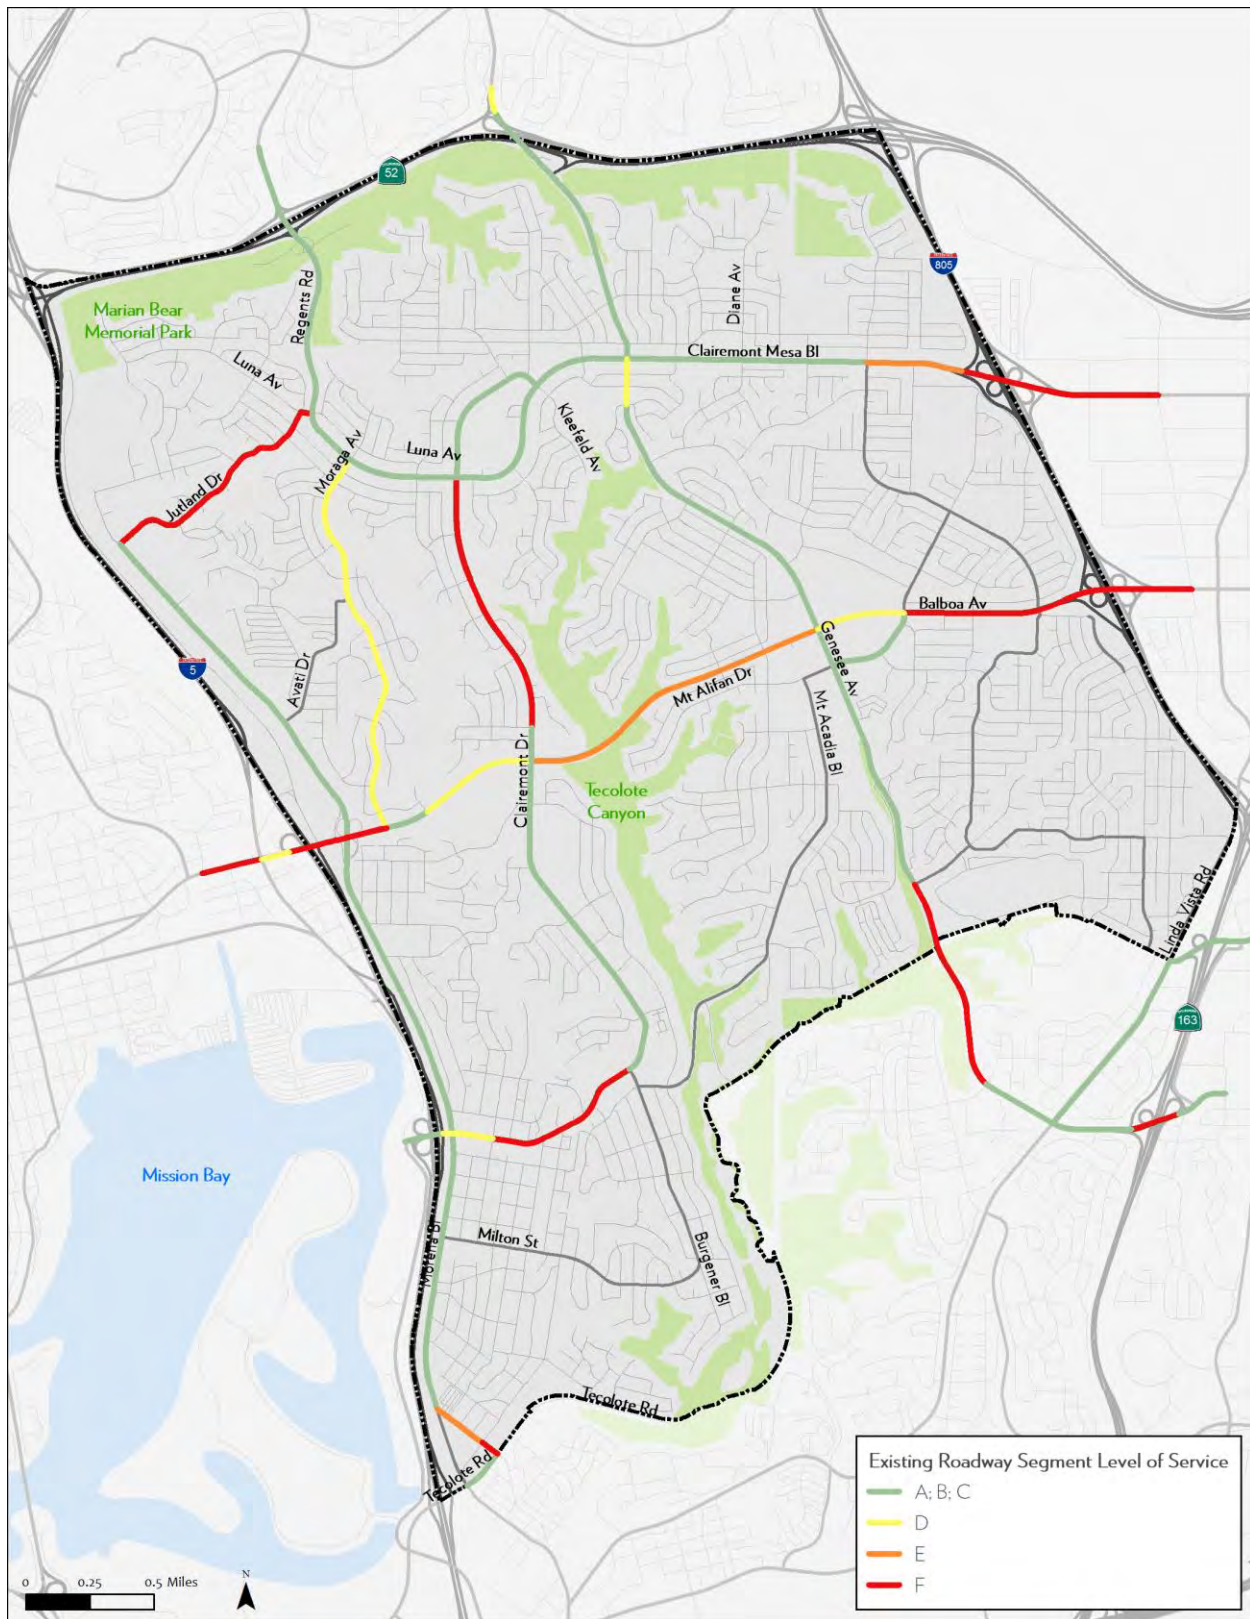 52
805
Marian Bear
Memorial Park
Regents Rd
Diane Av
Clairemont Mesa Bl
Luna Av
Kleefeld Av
Luna Av
Moraga Av
Jutland Dr
Balboa Av
Genesee Av
5
Avati Dr
Mt Alifan Dr
Mt Acadia Bl
Clairemont Dr
Tecolote
Canyon
Linda Vista Rd
163
Mission Bay
Morena Bl
Milton St
Burgener Bl
Tecolote Rd
Tecolote Rd
Existing Roadway Segment Level of Service
A; B; C
D
E
F
0 0.25 0.5 Miles
N